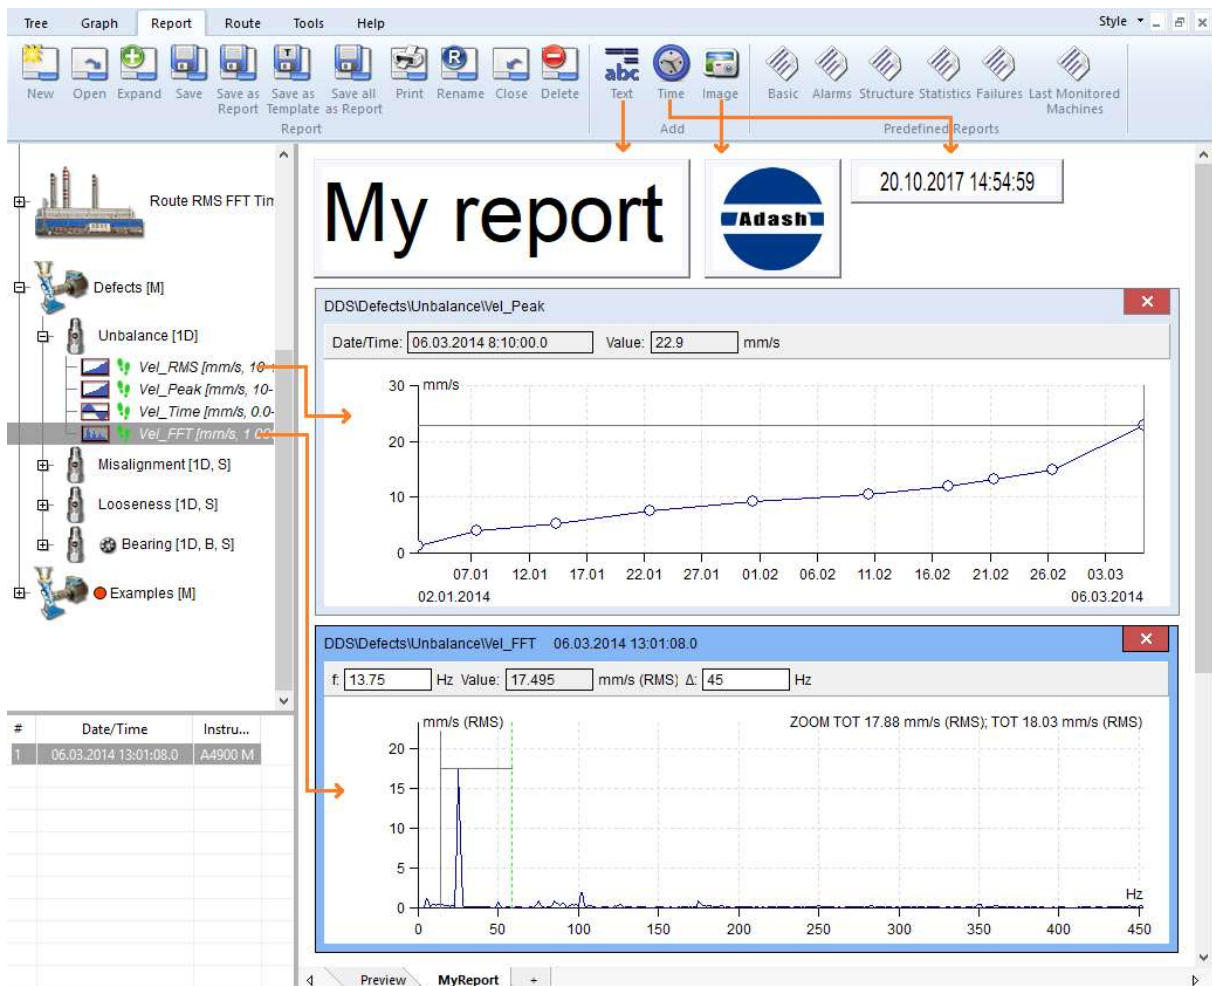 Tree Graph Report Route Tools Help Style
New Open Expand Save Save as Report Save as Template Save all as Report Print Rename Close Delete Text Time Image Basic Alarms Structure Statistics Failures Last Monitored Machines
Report Add Predefined Reports
abc
My report
Adash
20.10.2017 14:54:59
Route RMS FFT Tim
Defects [M]
Unbalance [1D]
Vel_RMS [mm/s, 10-
Vel_Peak [mm/s, 10-
Vel_Time [mm/s, 0.0-
Vel_FFT [mm/s, 1
Misalignment [1D, S]
Looseness [1D, S]
Bearing [1D, B, S]
Examples [M]
# Date/Time Instru...
1 06.03.2014 13:01:08.0 A4900 M
DDS\Defects\Unbalance\Vel_Peak
Date/Time: 06.03.2014 8:10:00.0 Value: 22.9 mm/s
30 mm/s
20
10
0
07.01 12.01 17.01 22.01 27.01 01.02 06.02 11.02 16.02 21.02 26.02 03.03
02.01.2014 06.03.2014
DDS\Defects\Unbalance\Vel_FFT 06.03.2014 13:01:08.0
f: 13.75 Hz Value: 17.495 mm/s (RMS) Δ: 45 Hz
mm/s (RMS) ZOOM TOT 17.88 mm/s (RMS); TOT 18.03 mm/s (RMS)
20
15
10
5
0
Hz
0 50 100 150 200 250 300 350 400 450
Preview MyReport +